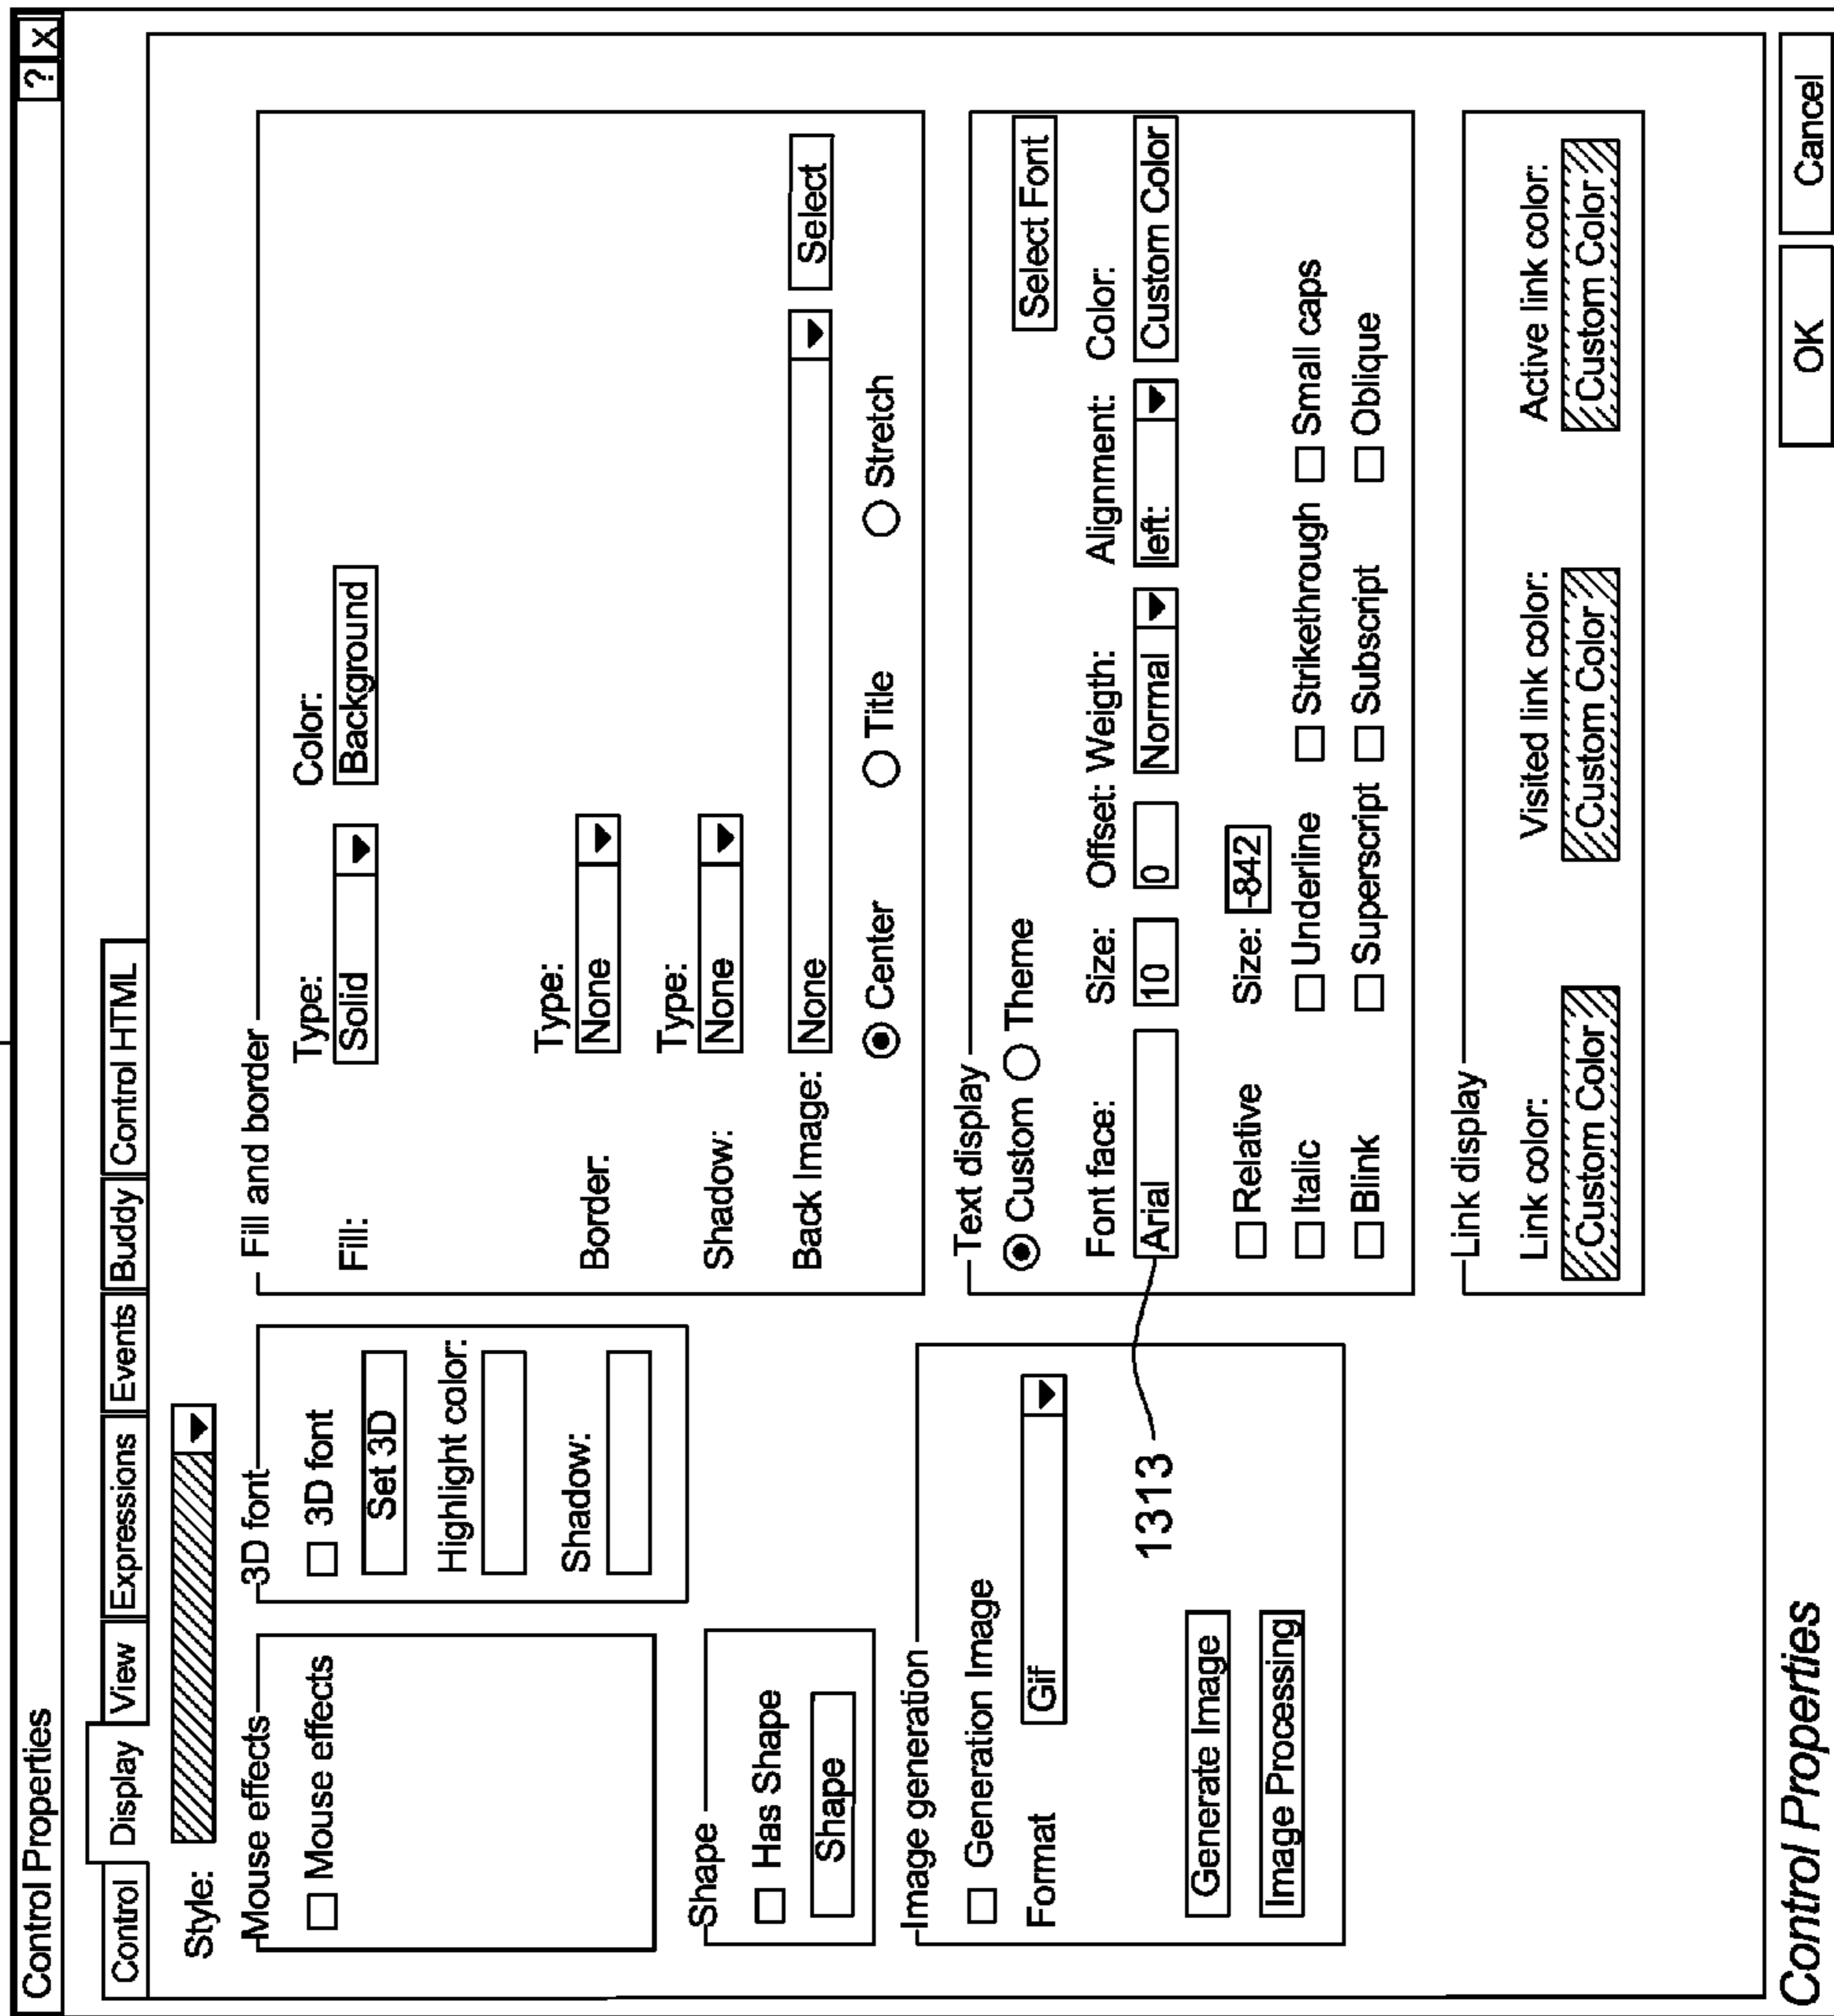 Control Properties ? X
Control Display View Expressions Events Buddy Control HTML
Style:
Mouse effects
Mouse effects
3D font
3D font
Set 3D
Highlight color:
Shadow:
Shape
Has Shape
Shape
Image generation
Generation Image
Format Gif
Generate Image
Image Processing
1313
Fill and border
Type: Color:
Fill: Solid Background
Type:
Border: None
Type:
Shadow: None
Back Image: None Select
Center Title Stretch
Text display
Custom Theme Select Font
Font face: Size: Offset: Weigth: Alignment: Color:
Arial 10 0 Normal left: Custom Color
Relative Size: -842
Italic Underline Strikethrough Small caps
Blink Superscript Subscript Oblique
Link display
Link color: Visited link color: Active link color:
Custom Color Custom Color Custom Color
Control Properties OK Cancel